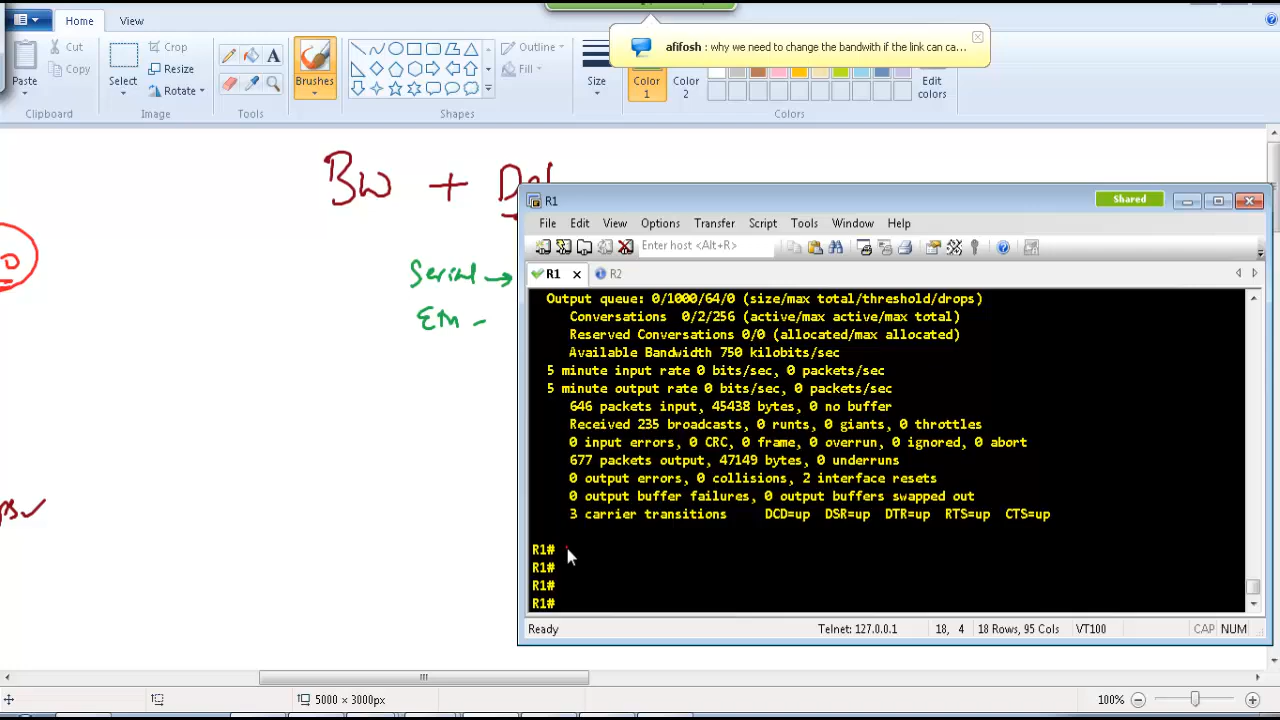 Home View
afifosh : why we need to change the bandwith if the link can ca...
Cut
Copy
Paste
Clipboard
Select
Crop
Resize
Rotate
Image
A
Tools
Brushes
Outline
Fill
Shapes
Size
Color
1
Color
2
Edit
colors
Colors
BW +
Serial →
Eth -
R1
Shared
File Edit View Options Transfer Script Tools Window Help
Enter host <Alt+R>
R1 R2
Output queue: 0/1000/64/0 (size/max total/threshold/drops)
Conversations 0/2/256 (active/max active/max total)
Reserved Conversations 0/0 (allocated/max allocated)
Available Bandwidth 750 kilobits/sec
5 minute input rate 0 bits/sec, 0 packets/sec
5 minute output rate 0 bits/sec, 0 packets/sec
646 packets input, 45438 bytes, 0 no buffer
Received 235 broadcasts, 0 runts, 0 giants, 0 throttles
0 input errors, 0 CRC, 0 frame, 0 overrun, 0 ignored, 0 abort
677 packets output, 47149 bytes, 0 underruns
0 output errors, 0 collisions, 2 interface resets
0 output buffer failures, 0 output buffers swapped out
3 carrier transitions DCD=up DSR=up DTR=up RTS=up CTS=up
R1#
R1#
R1#
R1#
Ready Telnet: 127.0.0.1 18, 4 18 Rows, 95 Cols VT100 CAP NUM
5000 × 3000px 100%